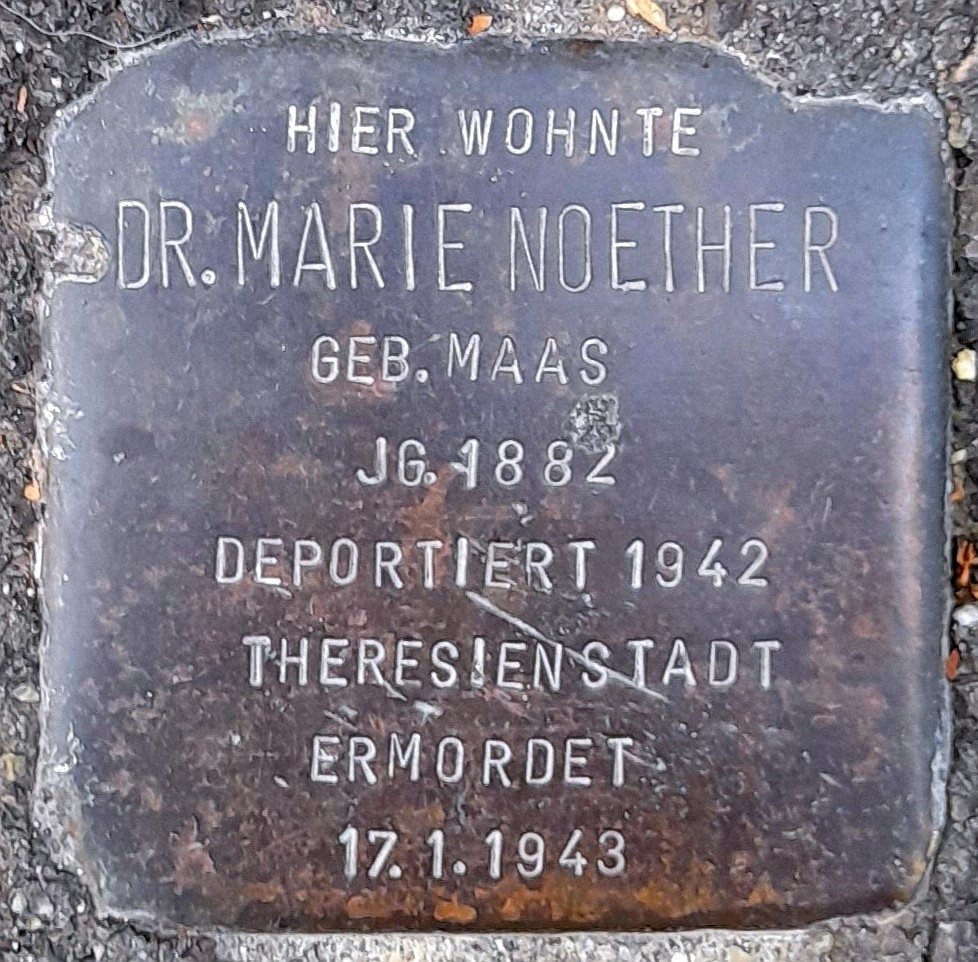 HIER WOHNTE
DR. MARIE NOETHER
GEB. MAAS
JG. 1882
DEPORTIERT 1942
THERESIENSTADT
ERMORDET
17.1.1943